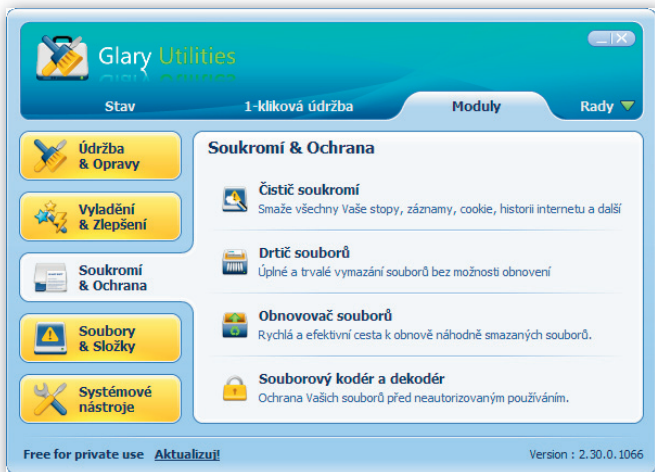 Glary Utilities
Stav
1-kliková údržba
Moduly
Rady
Údržba
& Opravy
Vyladění
& Zlepšení
Soukromí
& Ochrana
Soubory
& Složky
Systémové
nástroje
Soukromí & Ochrana
Čistič soukromí
Smaže všechny Vaše stopy, záznamy, cookie, historii internetu a další
Drtič souborů
Úplné a trvalé vymazání souborů bez možnosti obnovení
Obnovovač souborů
Rychlá a efektivní cesta k obnově náhodně smazaných souborů.
Souborový kodér a dekodér
Ochrana Vašich souborů před neautorizovaným používáním.
Free for private use Aktualizuj!
Version : 2.30.0.1066